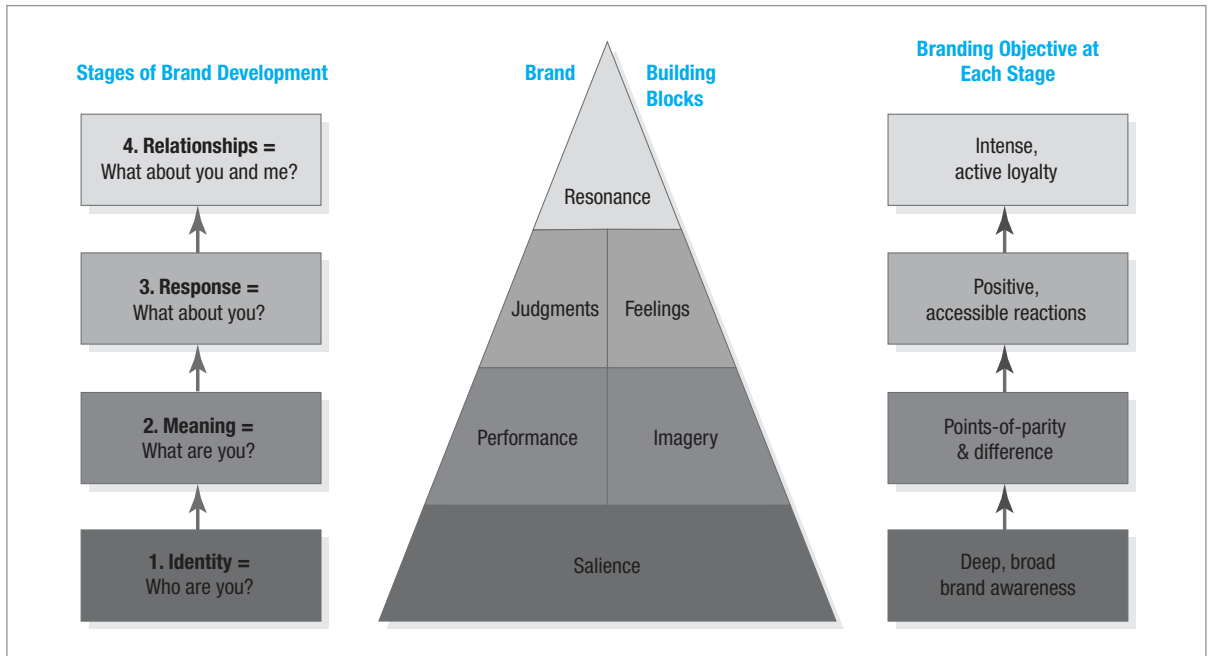 Stages of Brand Development
4. Relationships =
What about you and me?
3. Response =
What about you?
2. Meaning =
What are you?
1. Identity =
Who are you?
Brand
Building
Blocks
Resonance
Judgments
Feelings
Performance
Imagery
Salience
Branding Objective at
Each Stage
Intense,
active loyalty
Positive,
accessible reactions
Points-of-parity
& difference
Deep, broad
brand awareness